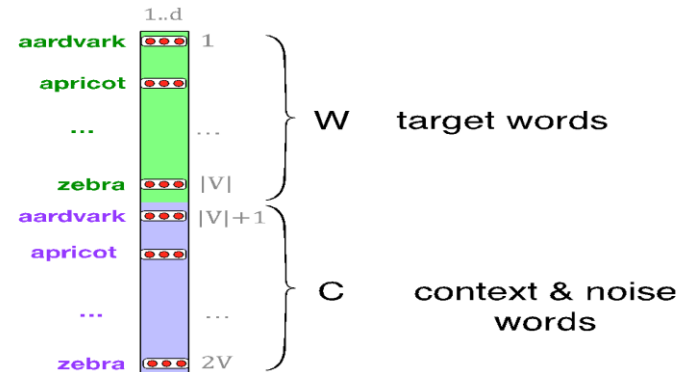 1..d
aardvark 1
apricot
... ...
W target words
zebra |V|
aardvark |V|+1
apricot
C context & noise
words
... ...
zebra 2V